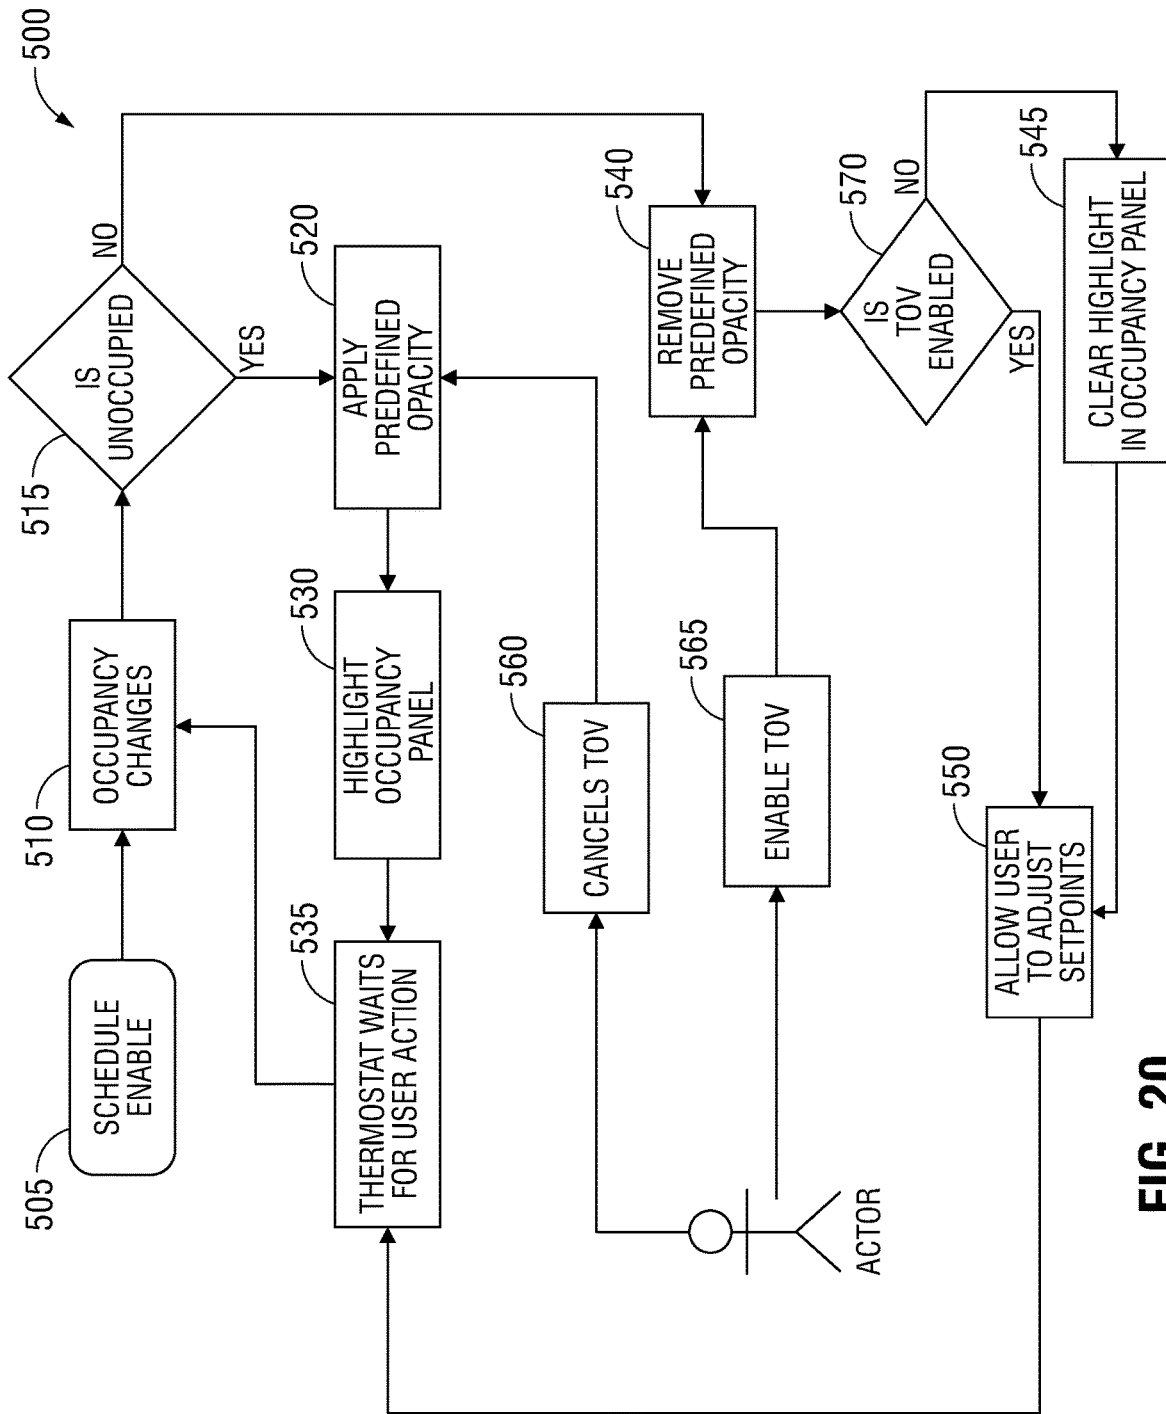 500
505
SCHEDULE
ENABLE
510
OCCUPANCY
CHANGES
515
IS
UNOCCUPIED
NO
YES
520
APPLY
PREDEFINED
OPACITY
530
HIGHLIGHT
OCCUPANCY
PANEL
535
THERMOSTAT WAITS
FOR USER ACTION
560
CANCELS TOV
565
ENABLE TOV
ACTOR
540
REMOVE
PREDEFINED
OPACITY
570
IS
TOV
ENABLED
NO
YES
545
CLEAR HIGHLIGHT
IN OCCUPANCY PANEL
550
ALLOW USER
TO ADJUST
SETPOINTS
FIG. 20